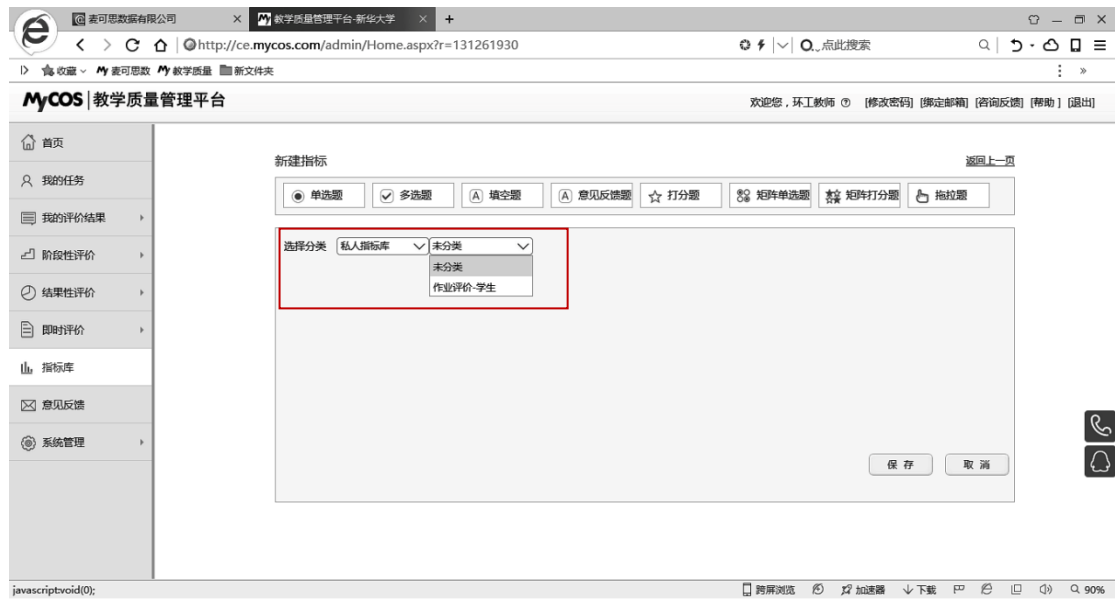 麦可思数据有限公司 × 教学质量管理平台-新华大学 × +
http://ce.mycos.com/admin/Home.aspx?r=131261930 点此搜索
收藏 麦可思数 教学质量 新文件夹 »
MyCOS 教学质量管理平台 欢迎您，环工教师 [修改密码] [绑定邮箱] [咨询反馈] [帮助 ] [退出]
首页
新建指标 返回上一页
我的任务
单选题 多选题 A 填空题 A 意见反馈题 打分题 矩阵单选题 矩阵打分题 拖拉题
我的评价结果
选择分类 私人指标库 未分类
阶段性评价
未分类
作业评价-学生
结果性评价
即时评价
指标库
意见反馈
系统管理
保 存 取 消
javascript:void(0); 跨屏浏览 加速器 下载 90%